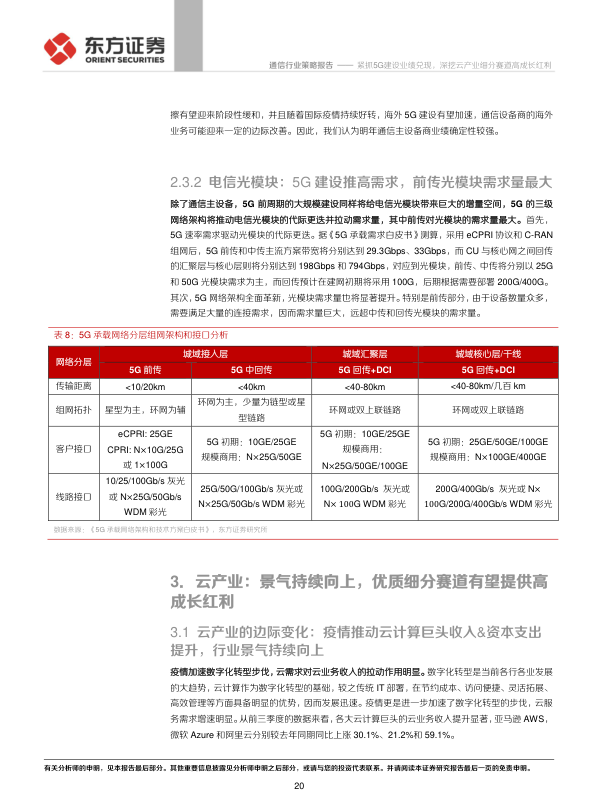 东方证券
ORIENT SECURITIES
通信行业策略报告 —— 紧抓5G建设业绩兑现，深挖云产业细分赛道高成长红利
擦有望迎来阶段性缓和，并且随着国际疫情持续好转，海外 5G 建设有望加速，通信设备商的海外
业务可能迎来一定的边际改善。因此，我们认为明年通信主设备商业绩确定性较强。
2.3.2 电信光模块：5G 建设推高需求，前传光模块需求量最大
除了通信主设备，5G 前周期的大规模建设同样将给电信光模块带来巨大的增量空间，5G 的三级
网络架构将推动电信光模块的代际更迭并拉动需求量，其中前传对光模块的需求量最大。首先，
5G 速率需求驱动光模块的代际更迭。据《5G 承载需求白皮书》测算，采用 eCPRI 协议和 C-RAN
组网后，5G 前传和中传主流方案带宽将分别达到 29.3Gbps、33Gbps，而 CU 与核心网之间回传
的汇聚层与核心层则将分别达到 198Gbps 和 794Gbps，对应到光模块，前传、中传将分别以 25G
和 50G 光模块需求为主，而回传预计在建网初期将采用 100G，后期根据需要部署 200G/400G。
其次，5G 网络架构全面革新，光模块需求量也将显著提升。特别是前传部分，由于设备数量众多，
需要满足大量的连接需求，因而需求量巨大，远超中传和回传光模块的需求量。
表 8：5G 承载网络分层组网架构和接口分析
网络分层 城域接入层 城域汇聚层 城域核心层/干线
5G 前传 5G 中回传 5G 回传+DCI 5G 回传+DCI
传输距离 <10/20km <40km <40-80km <40-80km/几百 km
组网拓扑 星型为主，环网为辅 环网为主，少量为链型或星
型链路 环网或双上联链路 环网或双上联链路
客户接口 eCPRI: 25GE
CPRI: N×10G/25G
或 1×100G
5G 初期：10GE/25GE
规模商用：N×25G/50GE
5G 初期：10GE/25GE
规模商用：
N×25G/50GE/100GE
5G 初期：25GE/50GE/100GE
规模商用：N×100GE/400GE
线路接口 10/25/100Gb/s 灰光
或 N×25G/50Gb/s
WDM 彩光
25G/50G/100Gb/s 灰光或
N×25G/50Gb/s WDM 彩光
100G/200Gb/s 灰光或
N× 100G WDM 彩光
200G/400Gb/s 灰光或 N×
100G/200G/400Gb/s WDM 彩光
数据来源：《5G 承载网络架构和技术方案白皮书》，东方证券研究所
3． 云产业：景气持续向上，优质细分赛道有望提供高
成长红利
3.1 云产业的边际变化：疫情推动云计算巨头收入&资本支出
提升，行业景气持续向上
疫情加速数字化转型步伐，云需求对云业务收入的拉动作用明显。数字化转型是当前各行各业发展
的大趋势，云计算作为数字化转型的基础，较之传统 IT 部署，在节约成本、访问便捷、灵活拓展、
高效管理等方面具备明显的优势，因而发展迅速。疫情更是进一步加速了数字化转型的步伐，云服
务需求增速明显。从前三季度的数据来看，各大云计算巨头的云业务收入提升显著，亚马逊 AWS，
微软 Azure 和阿里云分别较去年同期同比上涨 30.1%、21.2%和 59.1%。
有关分析师的申明，见本报告最后部分。其他重要信息披露见分析师申明之后部分，或请与您的投资代表联系。并请阅读本证券研究报告最后一页的免责申明。
20